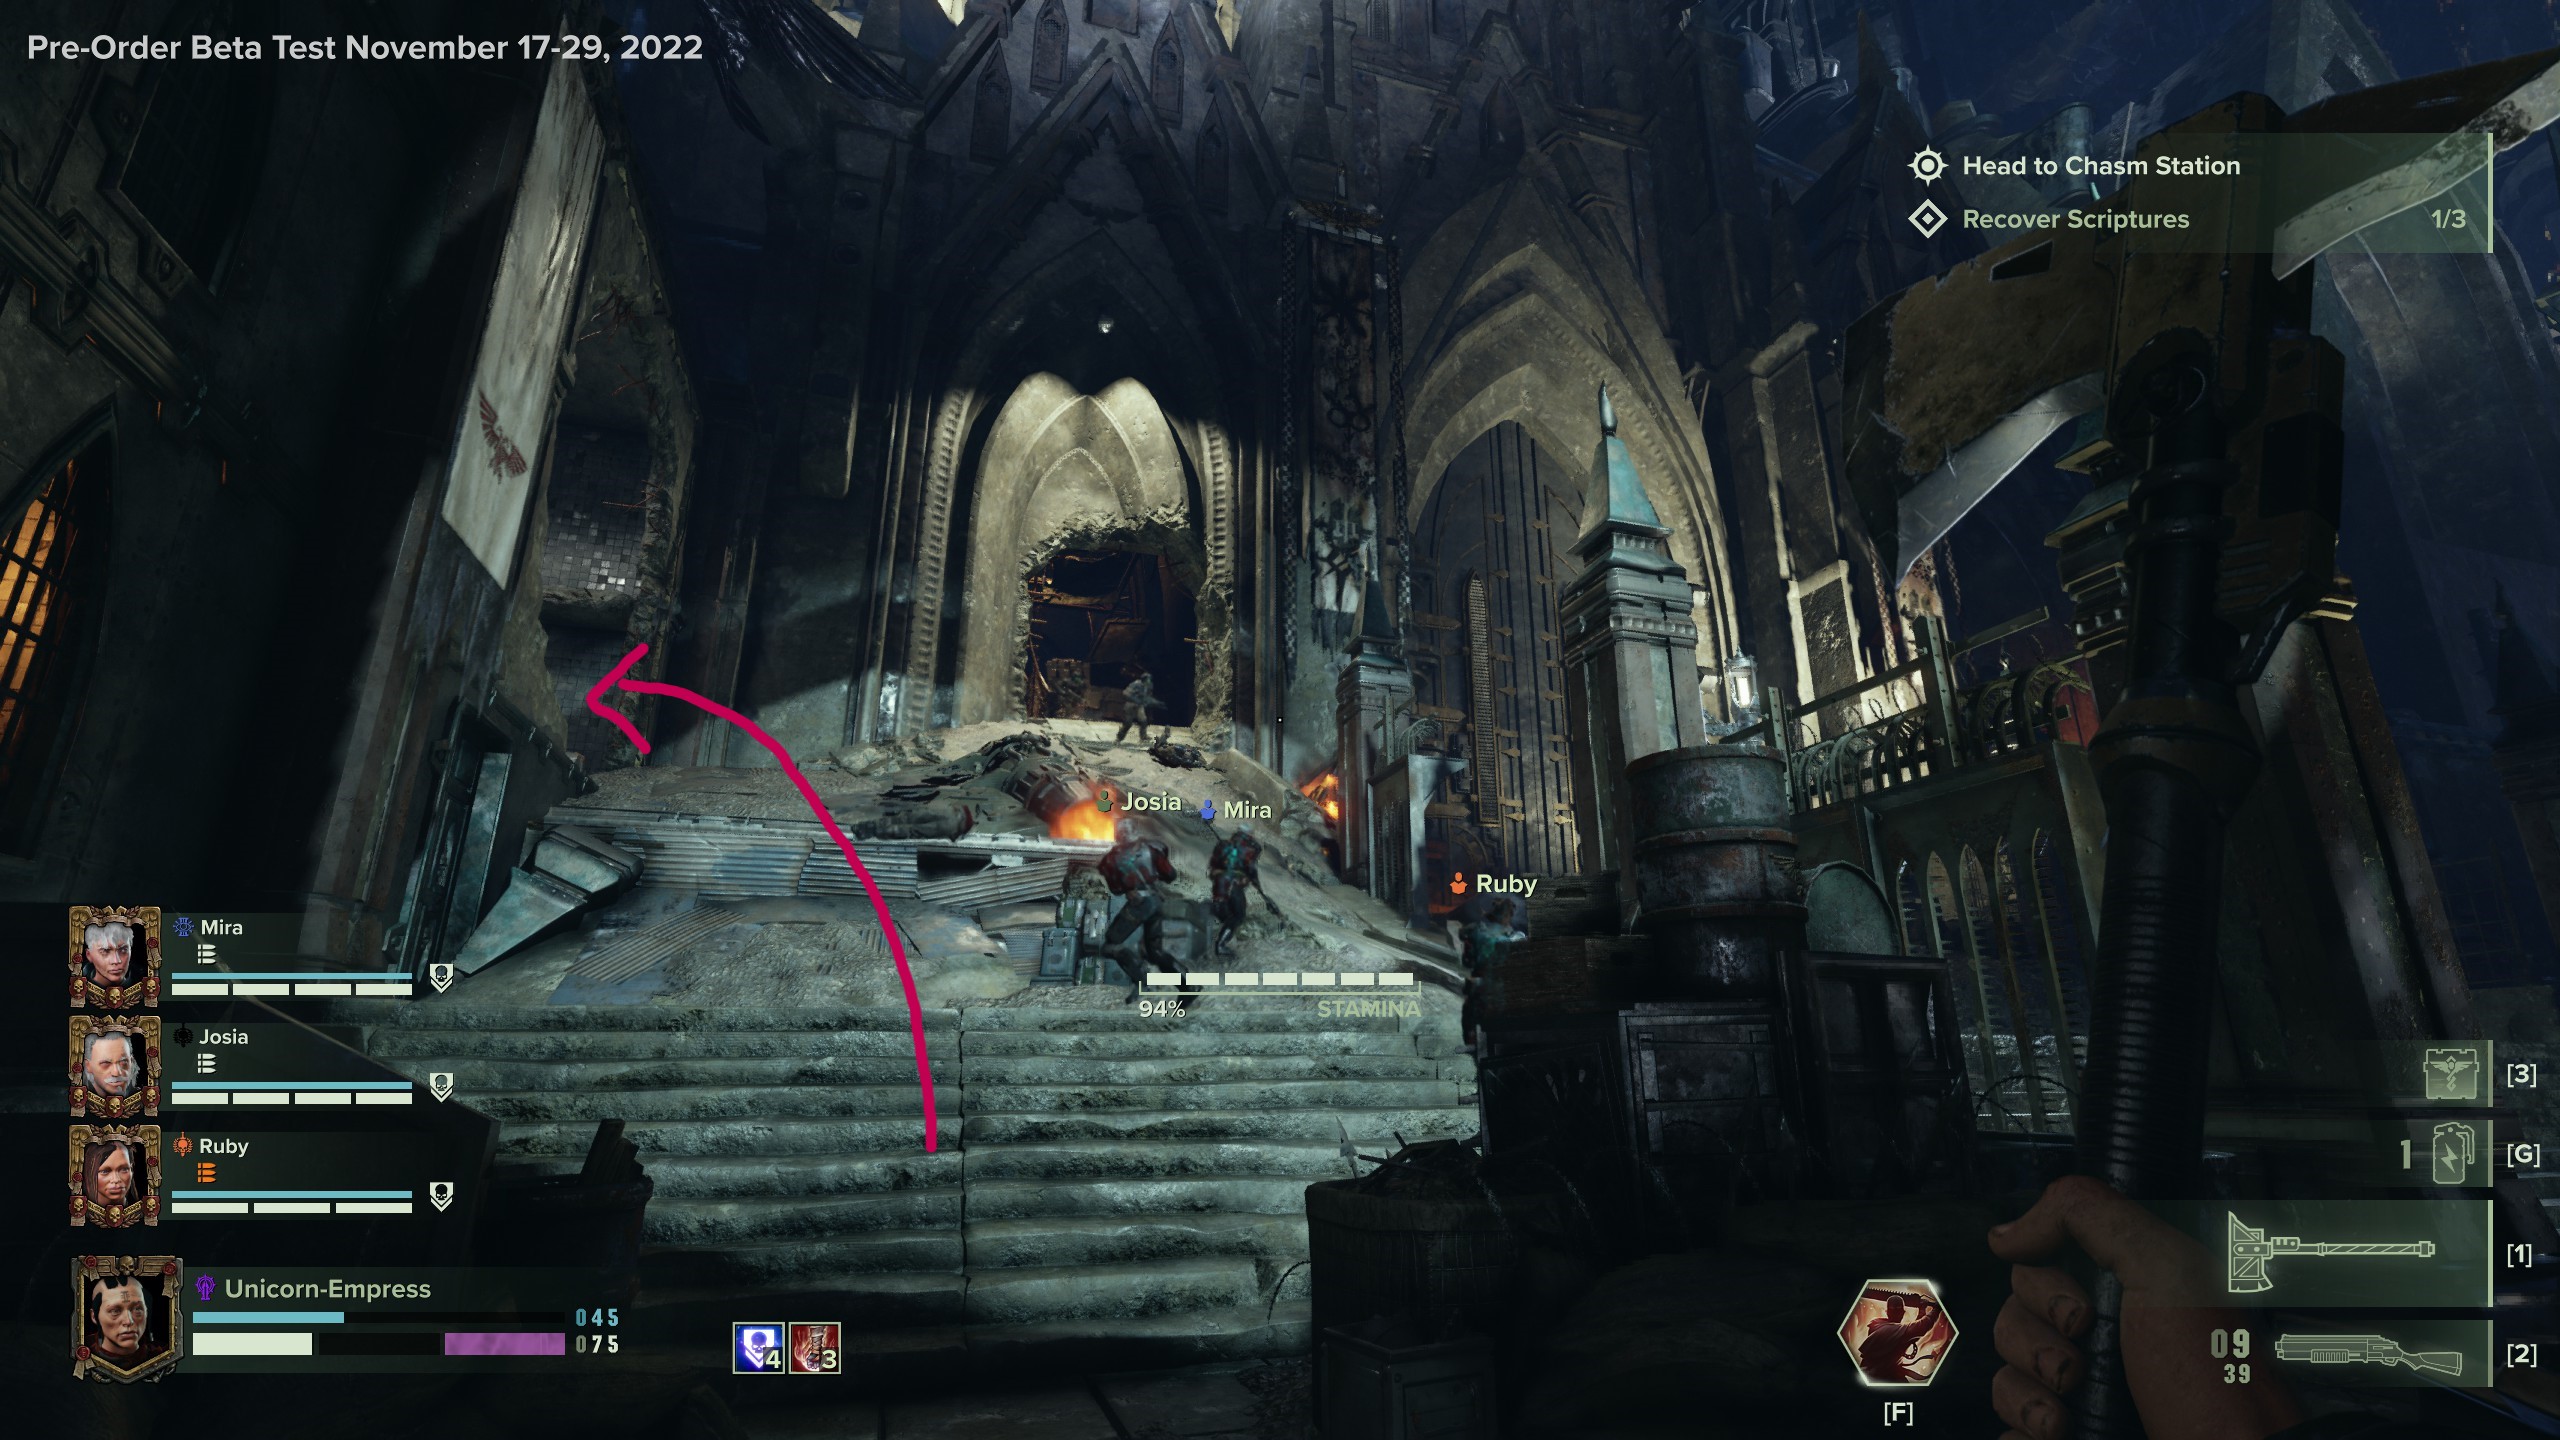 Pre-Order Beta Test November 17-29, 2022
Head to Chasm Station
Recover Scriptures 1/3
Josia
Mira
Ruby
94% STAMINA
Mira
Josia
Ruby
Unicorn-Empress
045
075
4 3
[F]
[3]
1 [G]
[1]
09
39
[2]